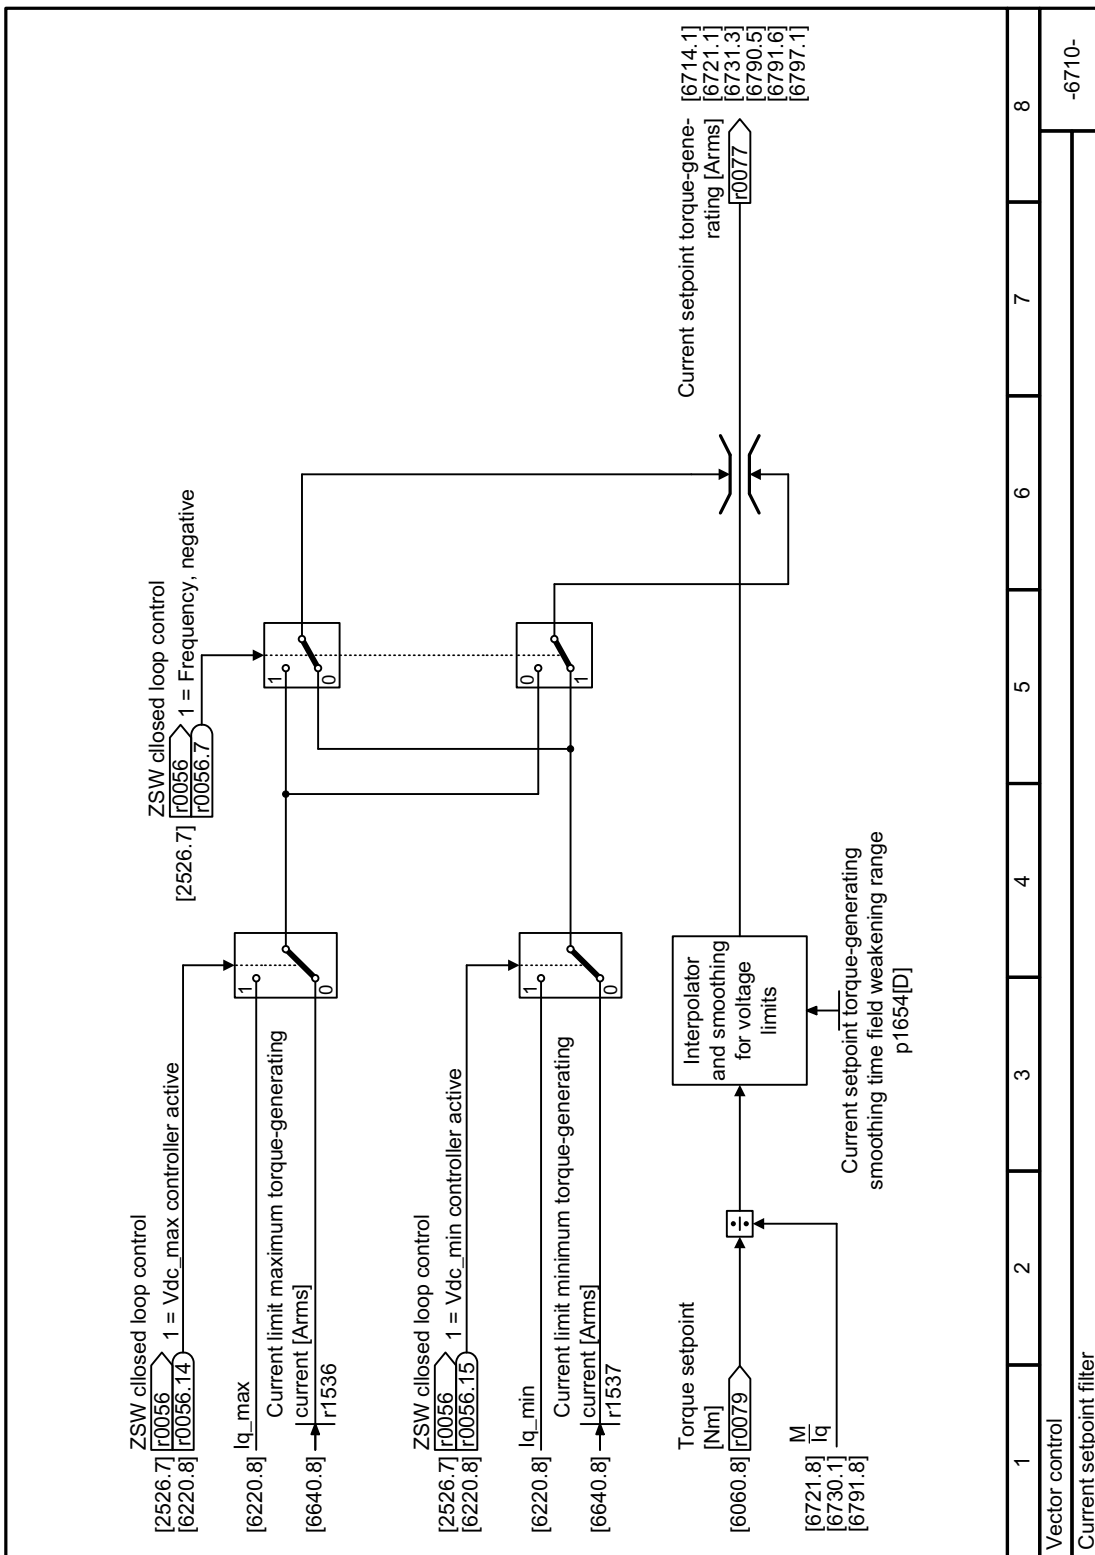 ZSW cllosed loop control
[2526.7] r0056
[6220.8] r0056.14 1 = Vdc_max controller active
[6220.8] Iq_max
Current limit maximum torque-generating
current [Arms]
[6640.8] r1536
1
0
ZSW cllosed loop control
[2526.7] r0056 1 = Frequency, negative
r0056.7
1
0
ZSW cllosed loop control
[2526.7] r0056
[6220.8] r0056.15 1 = Vdc_min controller active
[6220.8] Iq_min
Current limit minimum torque-generating
current [Arms]
[6640.8] r1537
1
0
0
1
Torque setpoint
[Nm]
[6060.8] r0079
M
Iq
[6721.8]
[6730.1]
[6791.8]
Interpolator
and smoothing
for voltage
limits
Current setpoint torque-generating
smoothing time field weakening range
p1654[D]
Current setpoint torque-gene-
rating [Arms]
r0077
[6714.1]
[6721.1]
[6731.3]
[6790.5]
[6791.6]
[6797.1]
1 2 3 4 5 6 7 8
Vector control
Current setpoint filter
-6710-